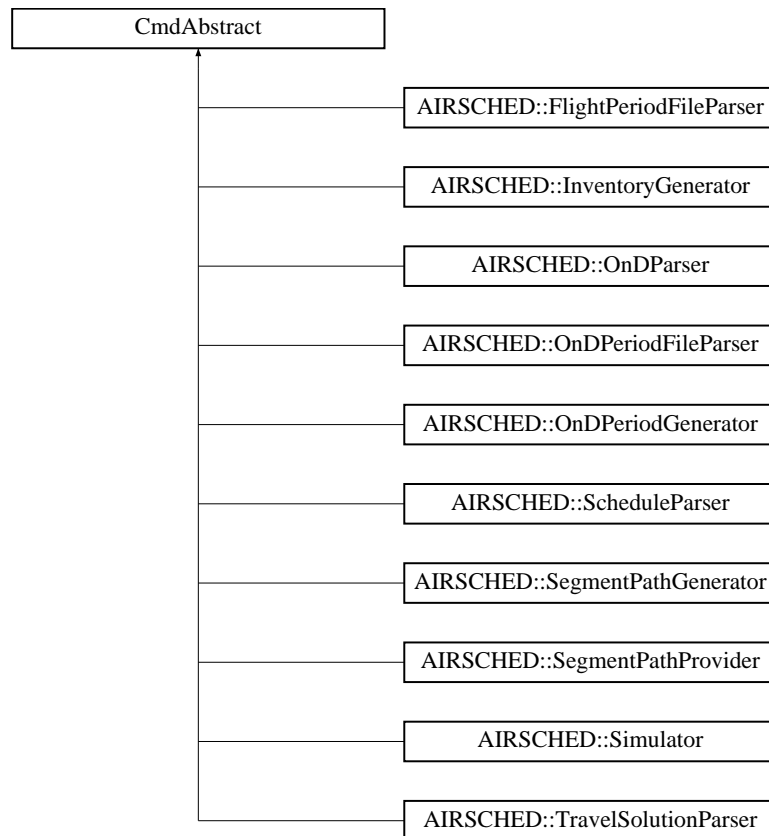 CmdAbstract
AIRSCHED::FlightPeriodFileParser
AIRSCHED::InventoryGenerator
AIRSCHED::OnDParser
AIRSCHED::OnDPeriodFileParser
AIRSCHED::OnDPeriodGenerator
AIRSCHED::ScheduleParser
AIRSCHED::SegmentPathGenerator
AIRSCHED::SegmentPathProvider
AIRSCHED::Simulator
AIRSCHED::TravelSolutionParser